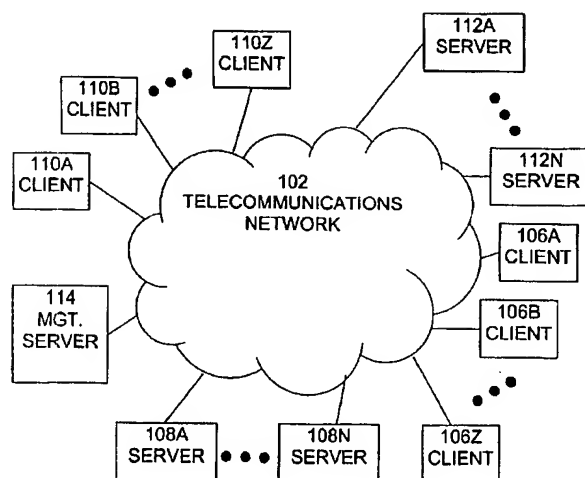 110Z
CLIENT
112A
SERVER
110B
CLIENT
110A
CLIENT
102
TELECOMMUNICATIONS
NETWORK
112N
SERVER
106A
CLIENT
114
MGT.
SERVER
106B
CLIENT
108A
SERVER
108N
SERVER
106Z
CLIENT